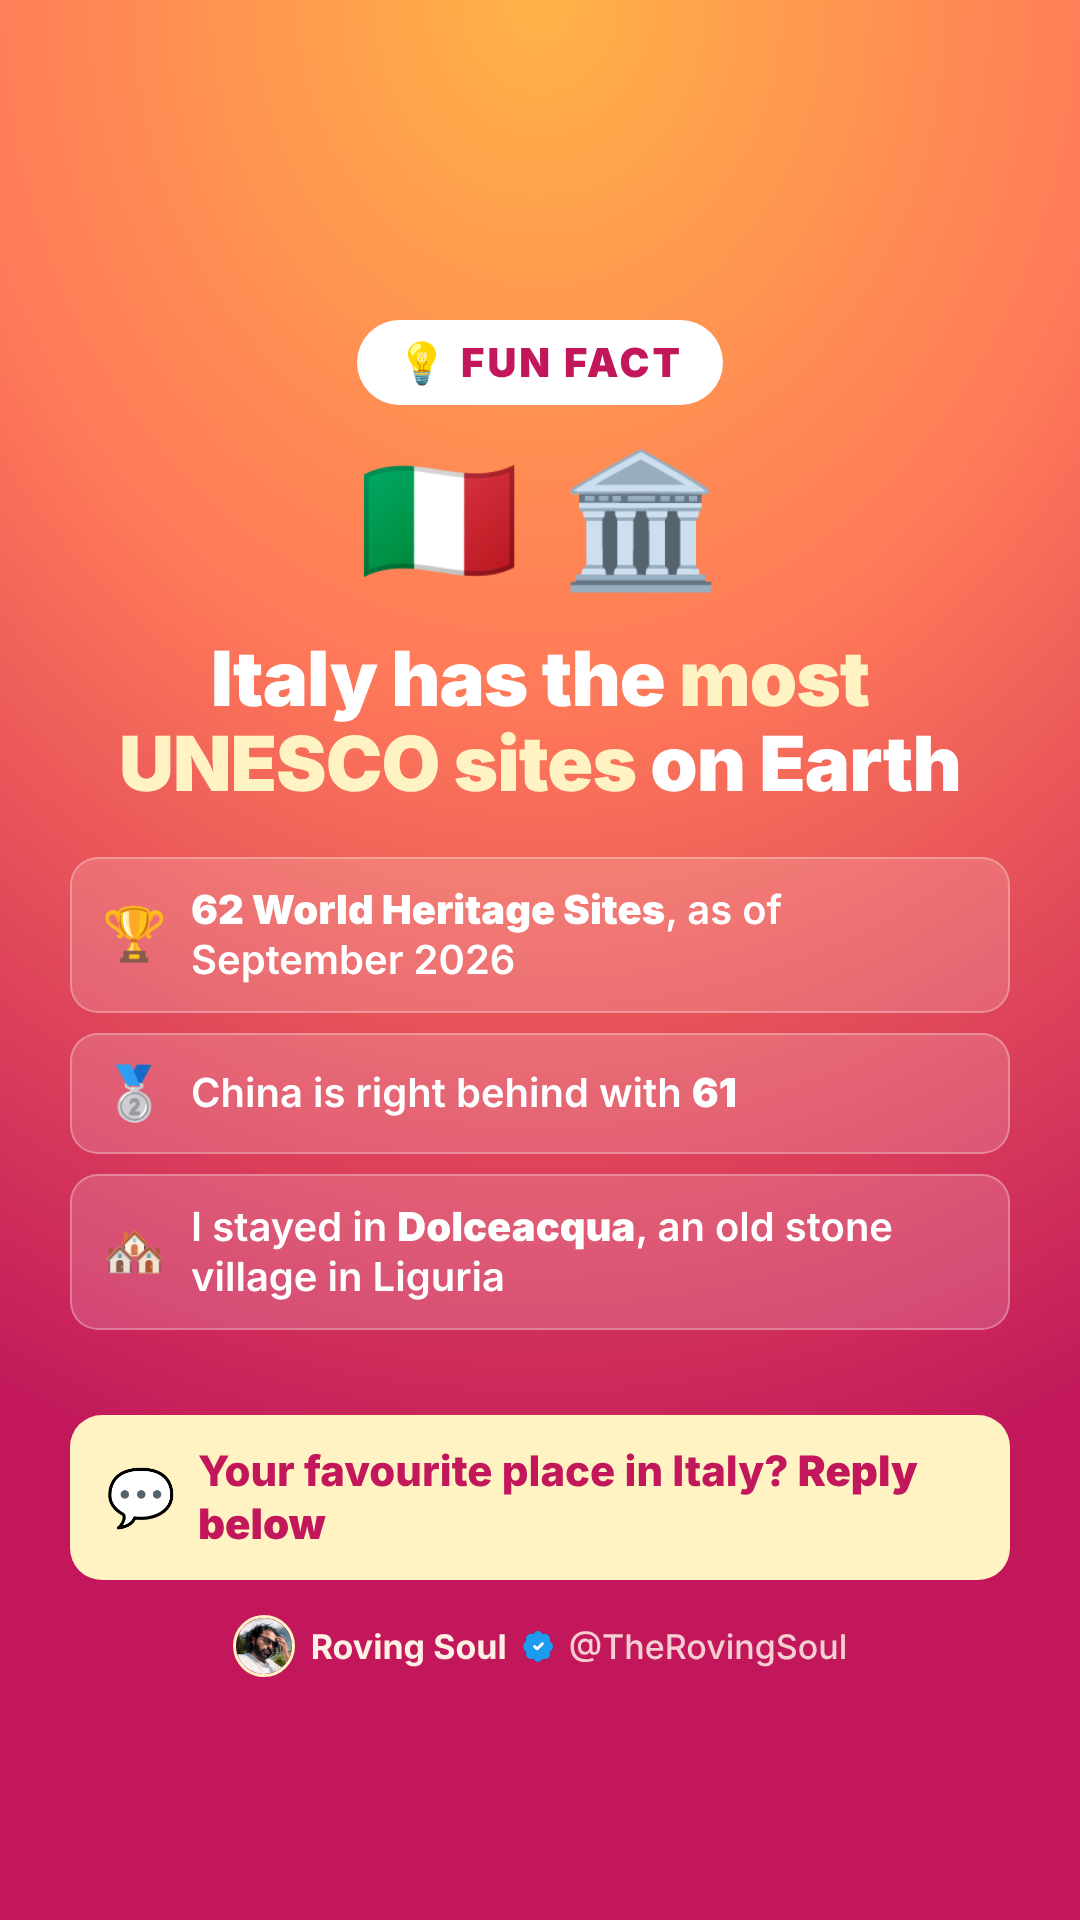 💡 FUN FACT
Italy has the most
UNESCO sites on Earth
62 World Heritage Sites, as of
September 2026
2
China is right behind with 61
I stayed in Dolceacqua, an old stone
village in Liguria
Your favourite place in Italy? Reply
below
Roving Soul @TheRovingSoul